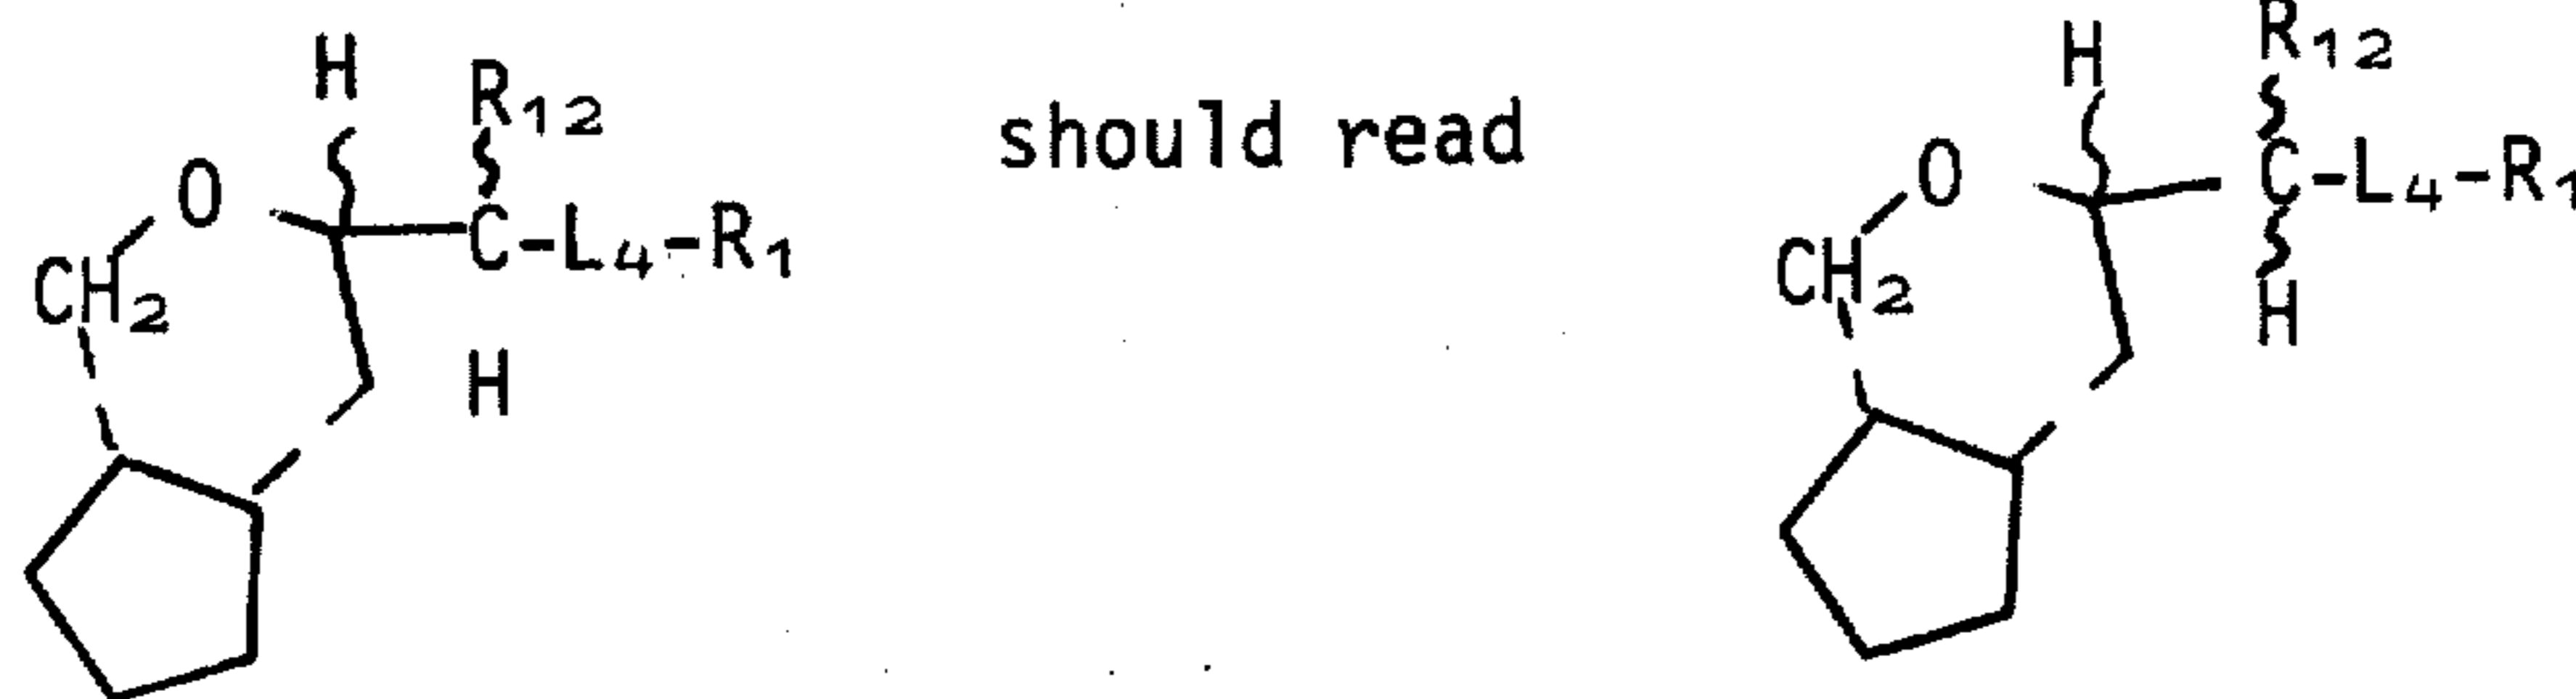 H R₁₂ should read H R₁₂
O O C-L₄-R₁
CH₂ C-L₄-R₁ CH₂
H H